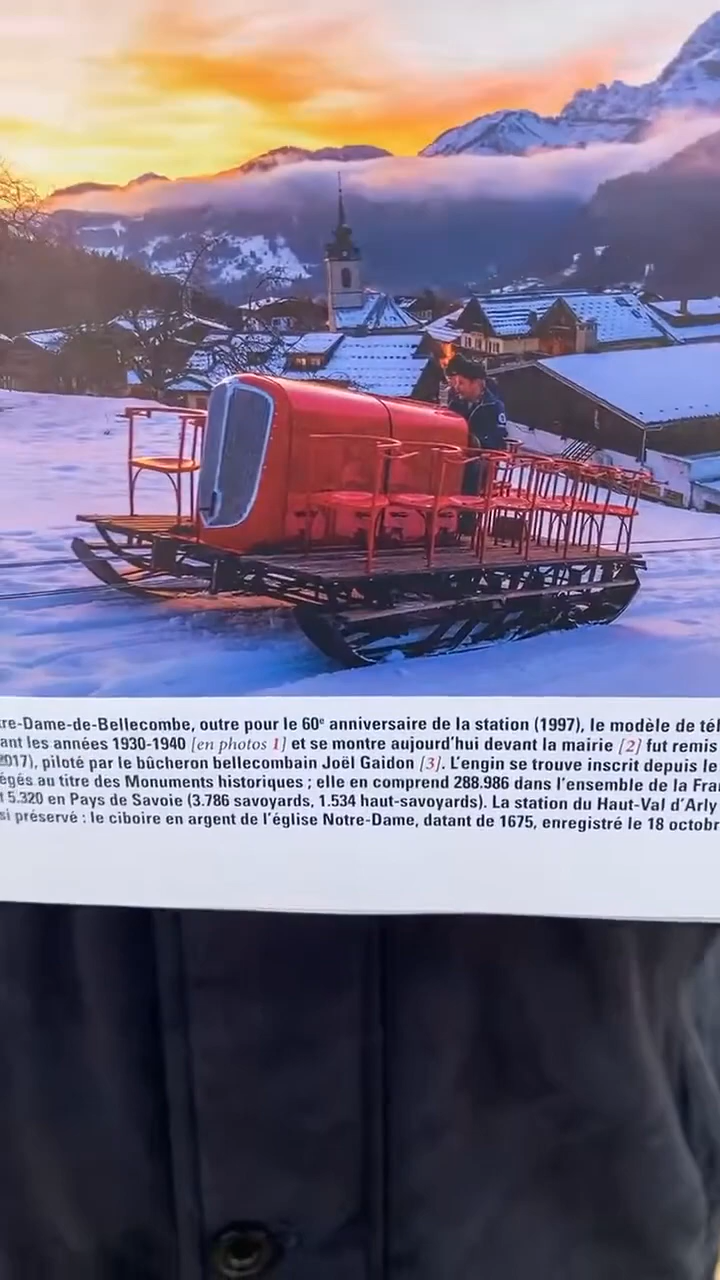 re-Dame-de-Bellecombe, outre pour le 60e anniversaire de la station (1997), le modèle de tél
ant les années 1930-1940 [en photos 1] et se montre aujourd'hui devant la mairie [2] fut remis
2017), piloté par le bûcheron bellecombain Joël Gaidon [3]. L'engin se trouve inscrit depuis le
égés au titre des Monuments historiques ; elle en comprend 288.986 dans l'ensemble de la Fra
5.320 en Pays de Savoie (3.786 savoyards, 1.534 haut-savoyards). La station du Haut-Val d'Arly
si préservé : le ciboire en argent de l'église Notre-Dame, datant de 1675, enregistré le 18 octobr